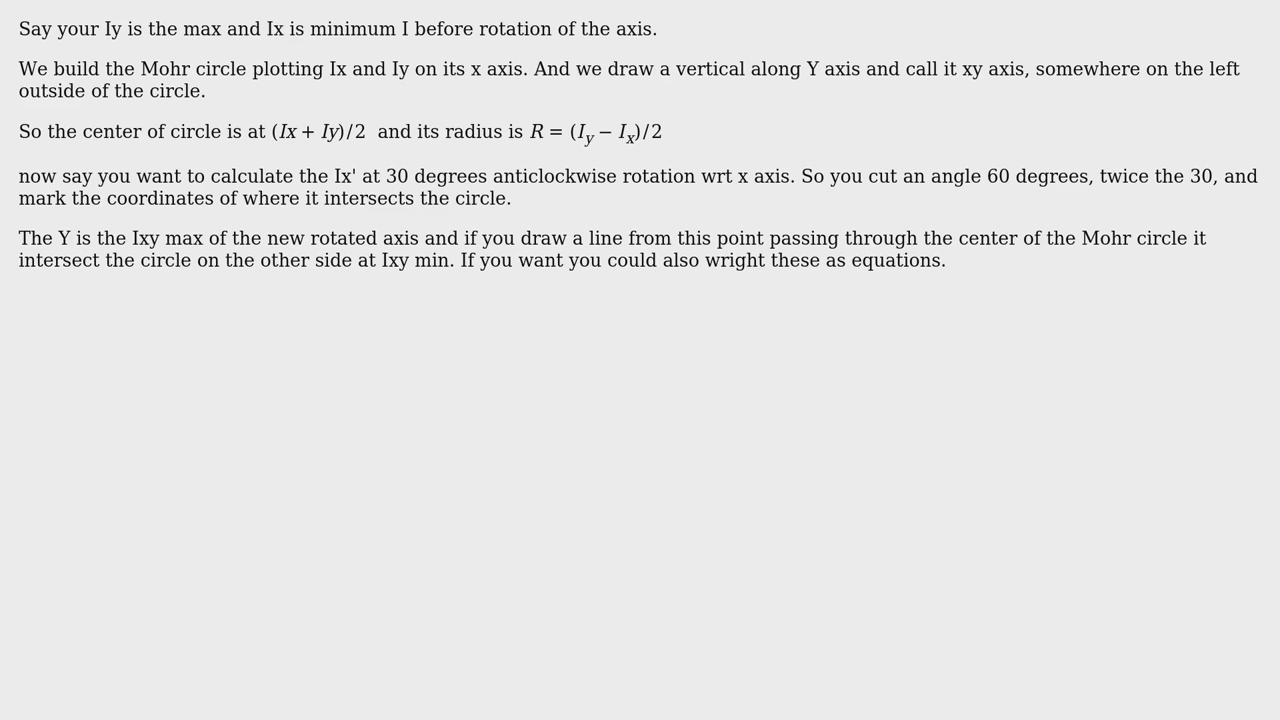 Say your Iy is the max and Ix is minimum I before rotation of the axis.
We build the Mohr circle plotting Ix and Iy on its x axis. And we draw a vertical along Y axis and call it xy axis, somewhere on the left
outside of the circle.
So the center of circle is at (Ix + Iy)/2 and its radius is R = (I_y − I_x)/2
now say you want to calculate the Ix' at 30 degrees anticlockwise rotation wrt x axis. So you cut an angle 60 degrees, twice the 30, and
mark the coordinates of where it intersects the circle.
The Y is the Ixy max of the new rotated axis and if you draw a line from this point passing through the center of the Mohr circle it
intersect the circle on the other side at Ixy min. If you want you could also wright these as equations.